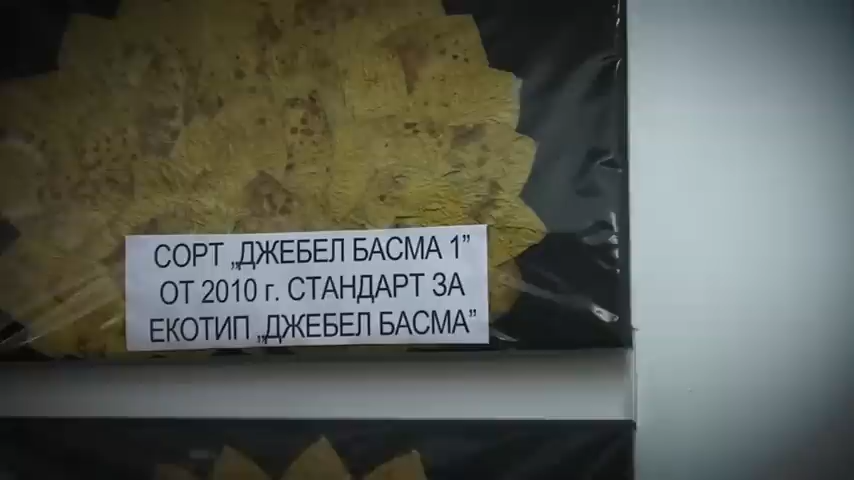 СОРТ „ДЖЕБЕЛ БАСМА 1”
ОТ 2010 г. СТАНДАРТ ЗА
ЕКОТИП „ДЖЕБЕЛ БАСМА”